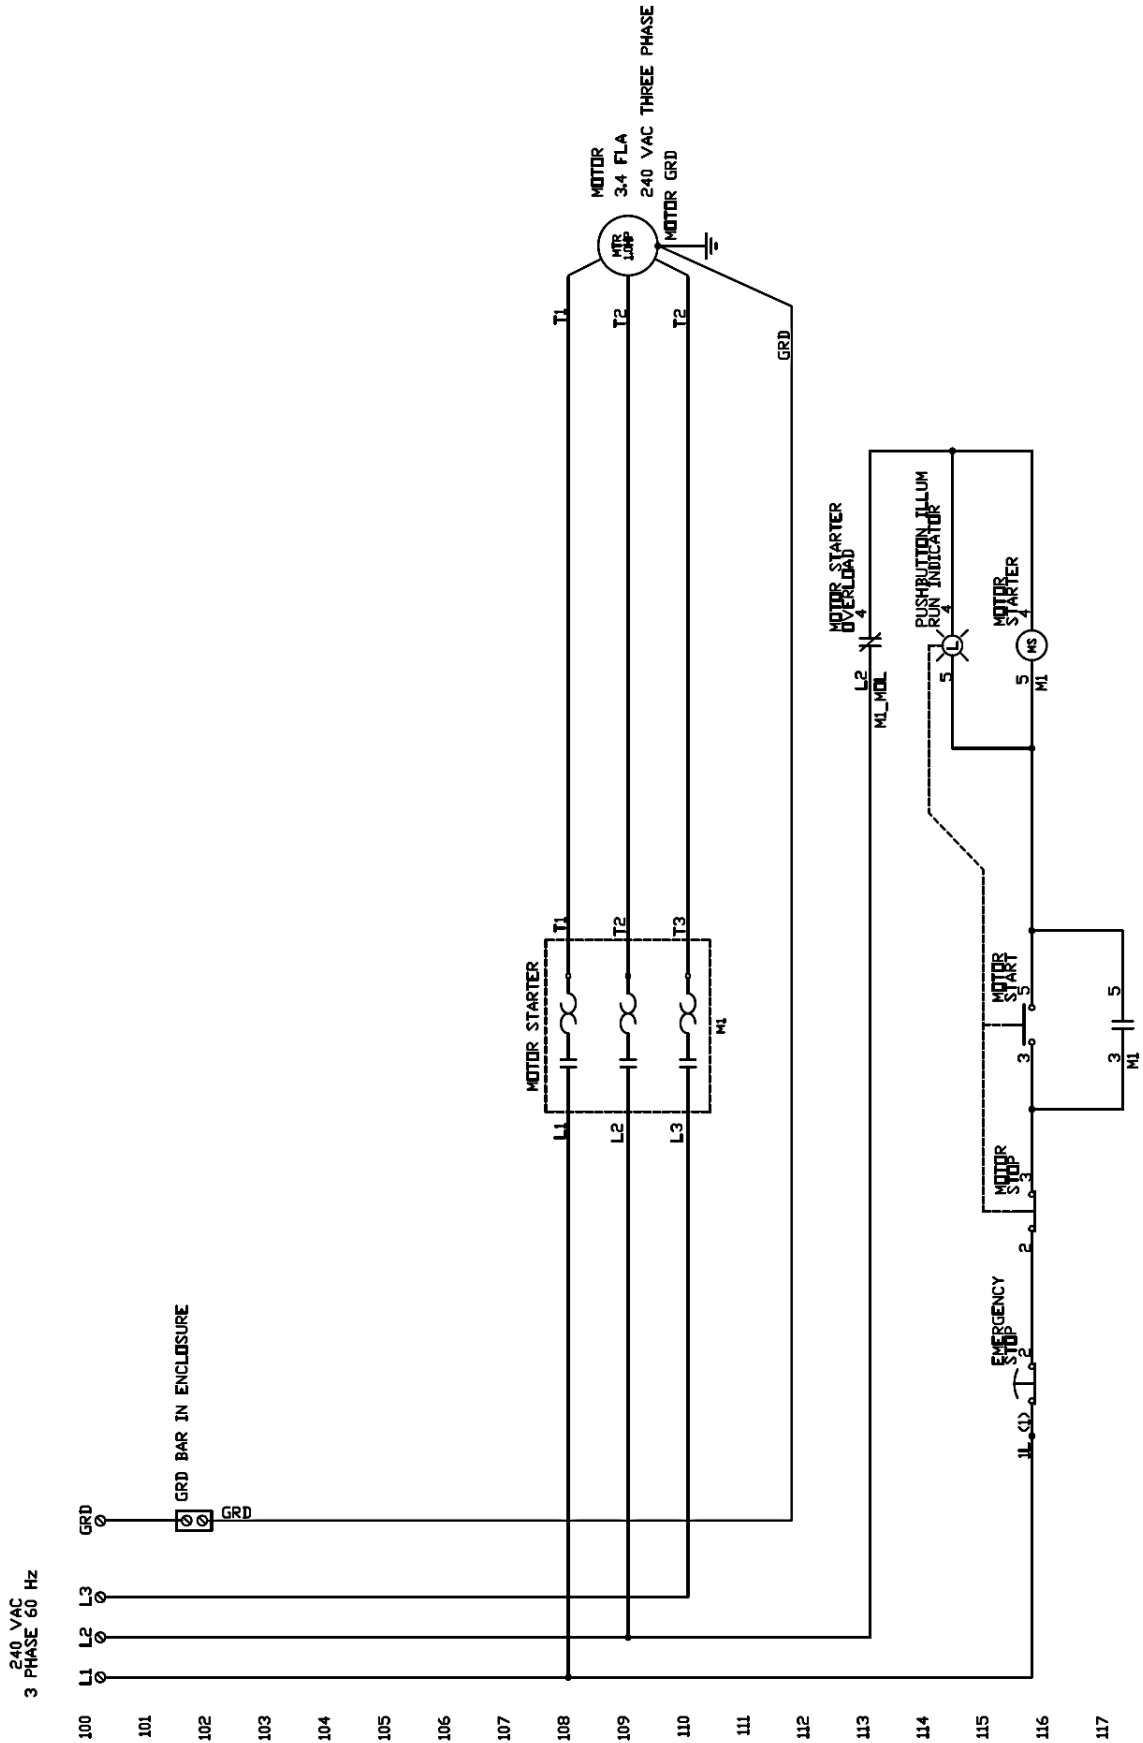 240 VAC
3 PHASE 60 Hz
L1
L2
L3
GRD
100
101
GRD BAR IN ENCLOSURE
102
GRD
103
104
105
106
107
MOTOR STARTER
MOTOR
3.4 FLA
240 VAC THREE PHASE
108
L1
T1
T1
MTR
1.0HP
109
L2
T2
T2
MOTOR GRD
110
L3
T3
T2
M1
111
112
GRD
MOTOR STARTER
OVERLOAD
113
L2
4
M1_MOL
PUSHBUTTON ILLUM
RUN INDICATOR
114
5
L
4
115
EMERGENCY
STOP
MOTOR
STOP
MOTOR
START
MOTOR
STARTER
116
1L (1)
2
2
3
3
5
5
MS
4
M1
117
3
5
M1